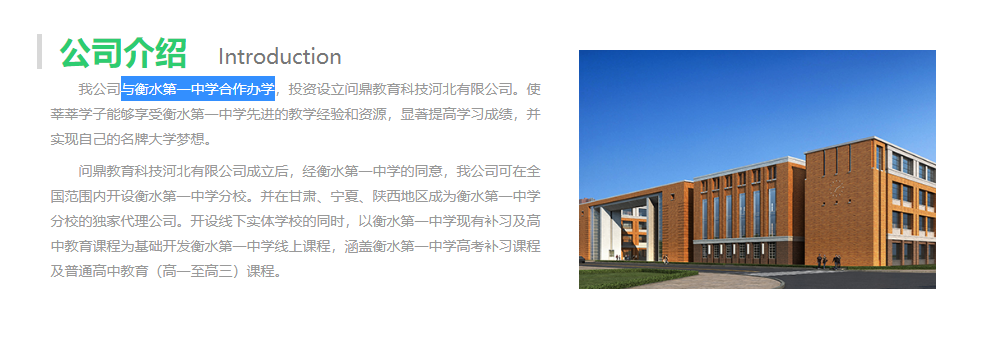 公司介绍 Introduction
我公司与衡水第一中学合作办学，投资设立问鼎教育科技河北有限公司。使
莘莘学子能够享受衡水第一中学先进的教学经验和资源，显著提高学习成绩，并
实现自己的名牌大学梦想。
问鼎教育科技河北有限公司成立后，经衡水第一中学的同意，我公司可在全
国范围内开设衡水第一中学分校。并在甘肃、宁夏、陕西地区成为衡水第一中学
分校的独家代理公司。开设线下实体学校的同时，以衡水第一中学现有补习及高
中教育课程为基础开发衡水第一中学线上课程，涵盖衡水第一中学高考补习课程
及普通高中教育（高一至高三）课程。